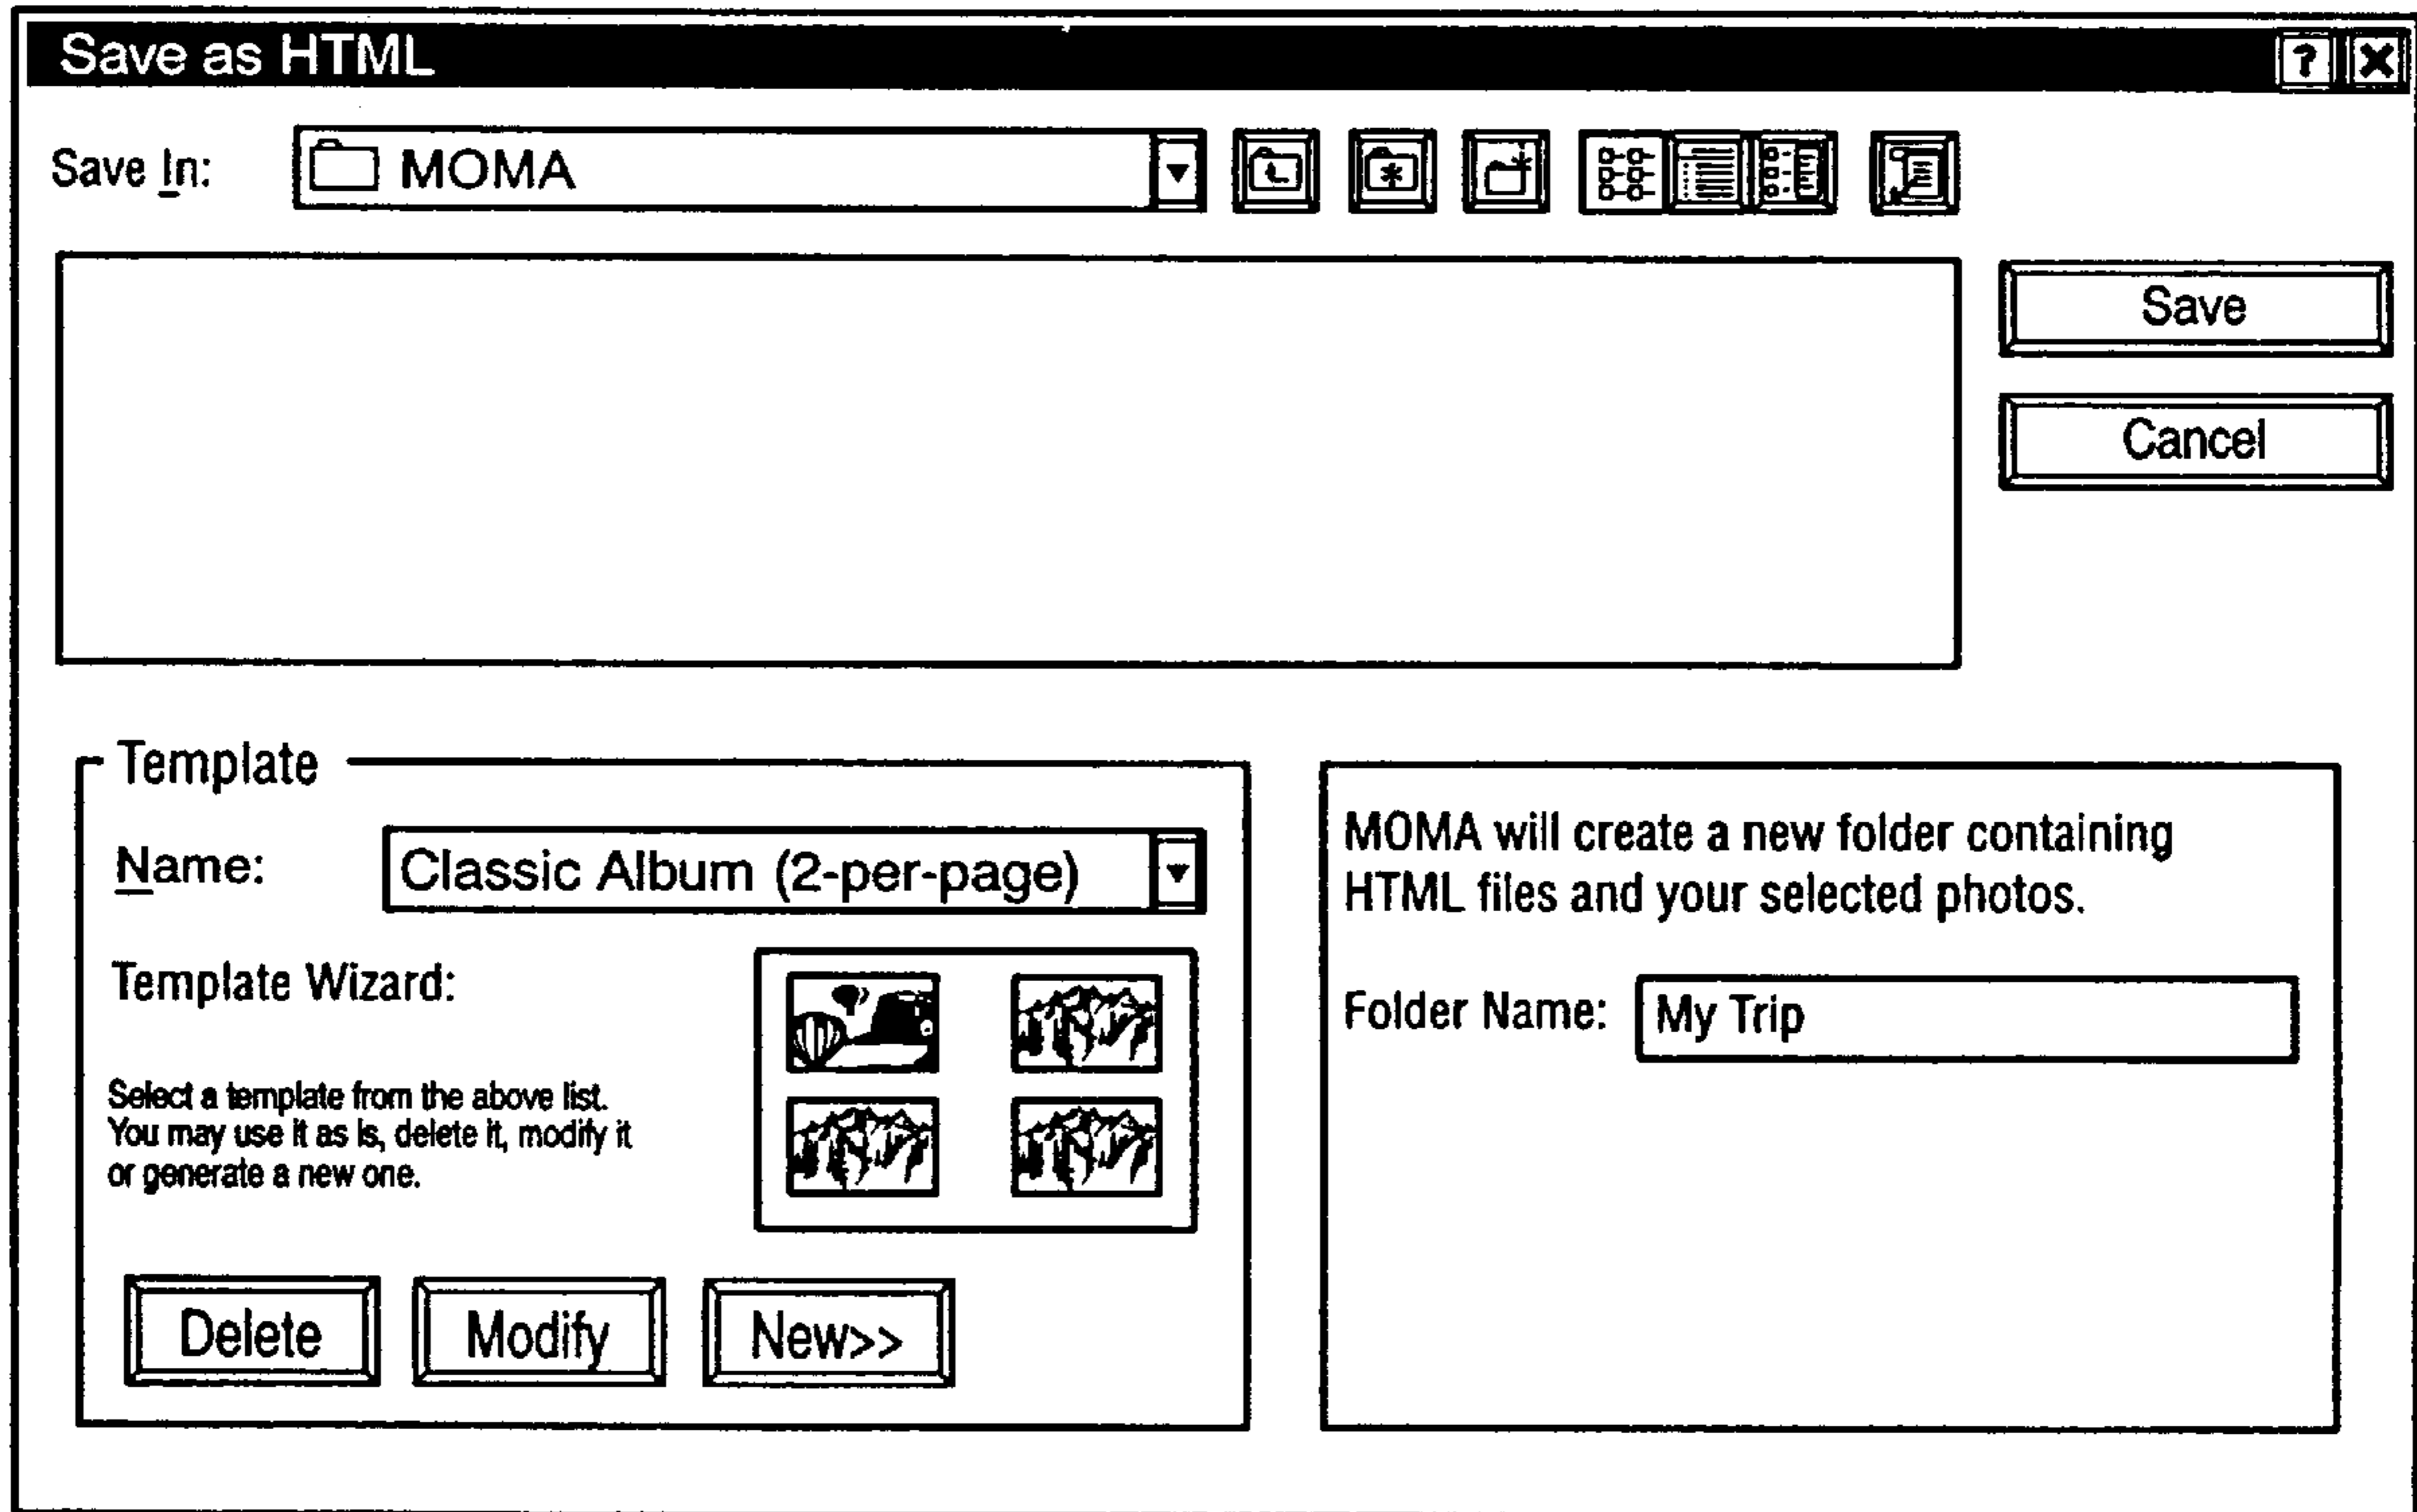 Save as HTML
?
Save In:
MOMA
Save
Cancel
Template
Name:
Classic Album (2-per-page)
Template Wizard:
Select a template from the above list.
You may use it as is, delete it, modify it
or generate a new one.
Delete
Modify
New>>
MOMA will create a new folder containing
HTML files and your selected photos.
Folder Name:
My Trip